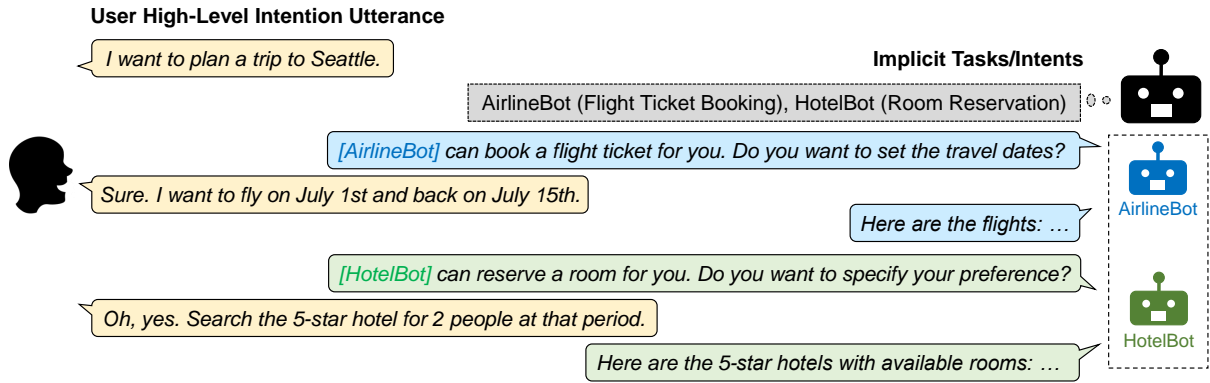 User High-Level Intention Utterance
I want to plan a trip to Seattle.
Implicit Tasks/Intents
AirlineBot (Flight Ticket Booking), HotelBot (Room Reservation)
[AirlineBot] can book a flight ticket for you. Do you want to set the travel dates?
Sure. I want to fly on July 1st and back on July 15th.
AirlineBot
Here are the flights: …
[HotelBot] can reserve a room for you. Do you want to specify your preference?
Oh, yes. Search the 5-star hotel for 2 people at that period.
HotelBot
Here are the 5-star hotels with available rooms: …